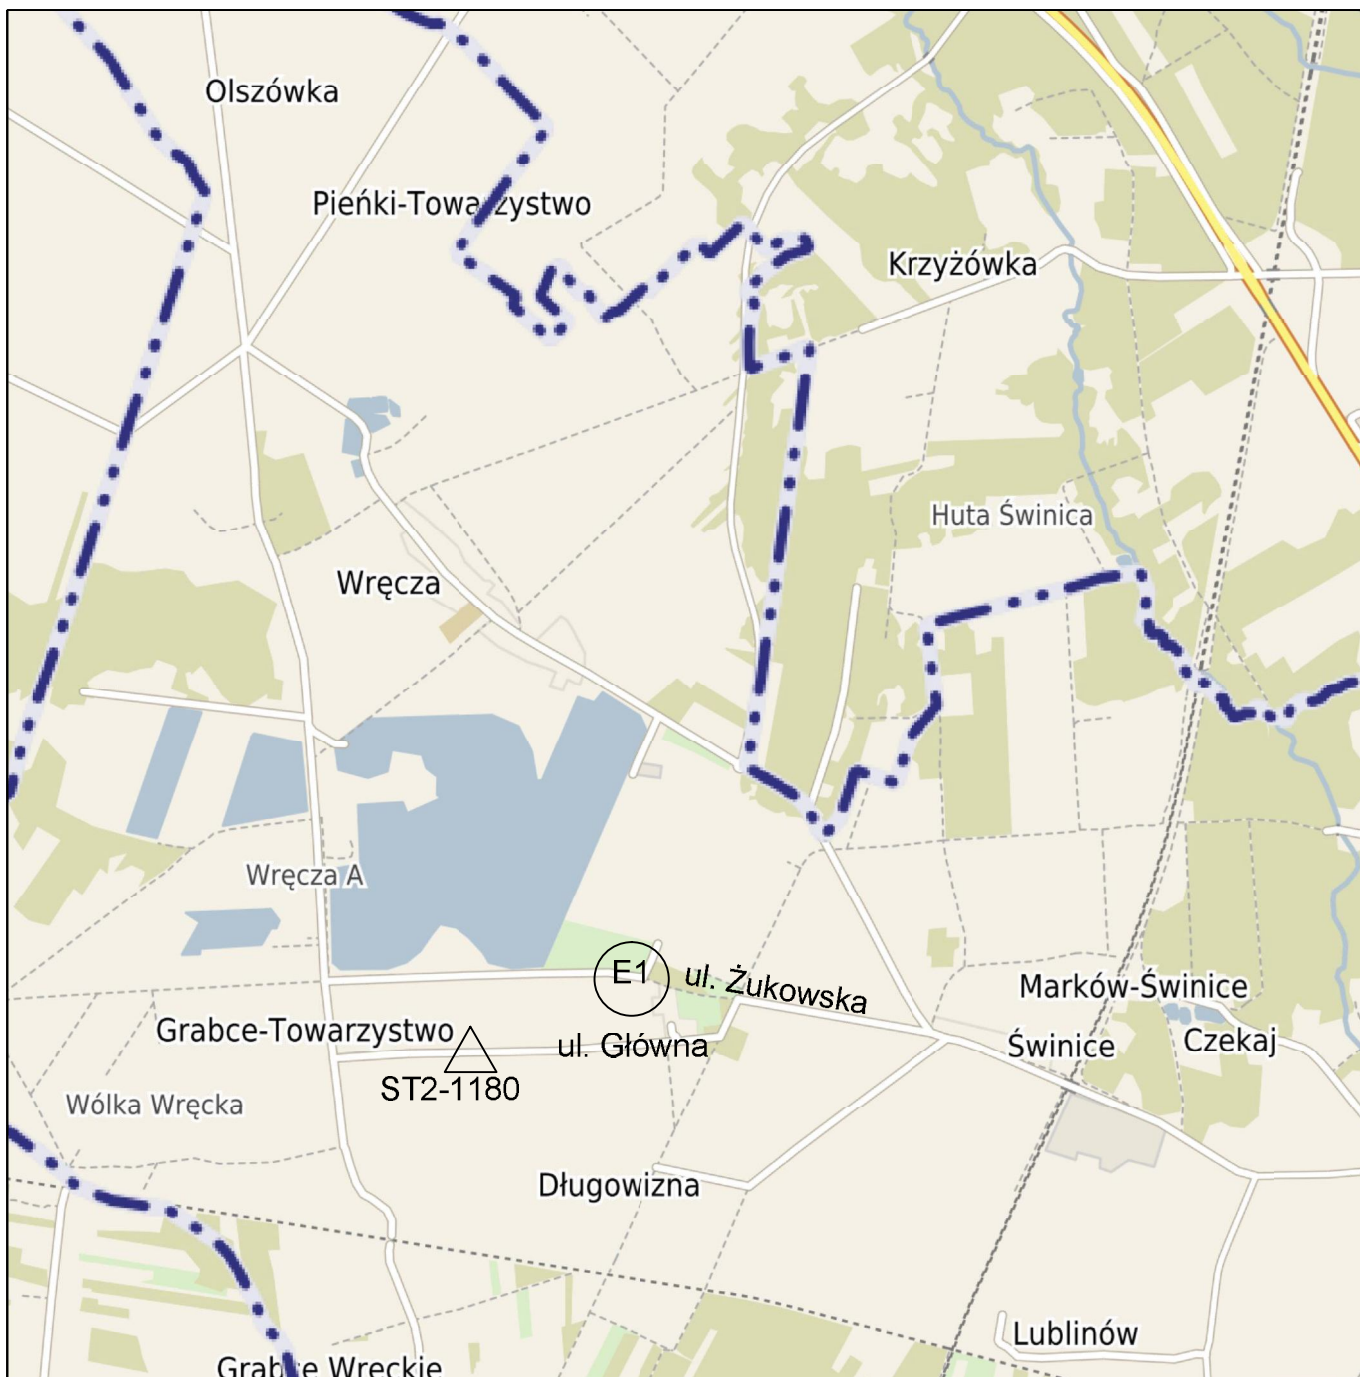 Olszówka
Pieńki-Towarzystwo
Krzyżówka
Huta Świnica
Wręcza
Wręcza A
E1
ul. Żukowska
Marków-Świnice
Grabce-Towarzystwo
ul. Główna
Świnice
Czekaj
ST2-1180
Wólka Wręcka
Długowizna
Lublinów
Grabce Wręckie